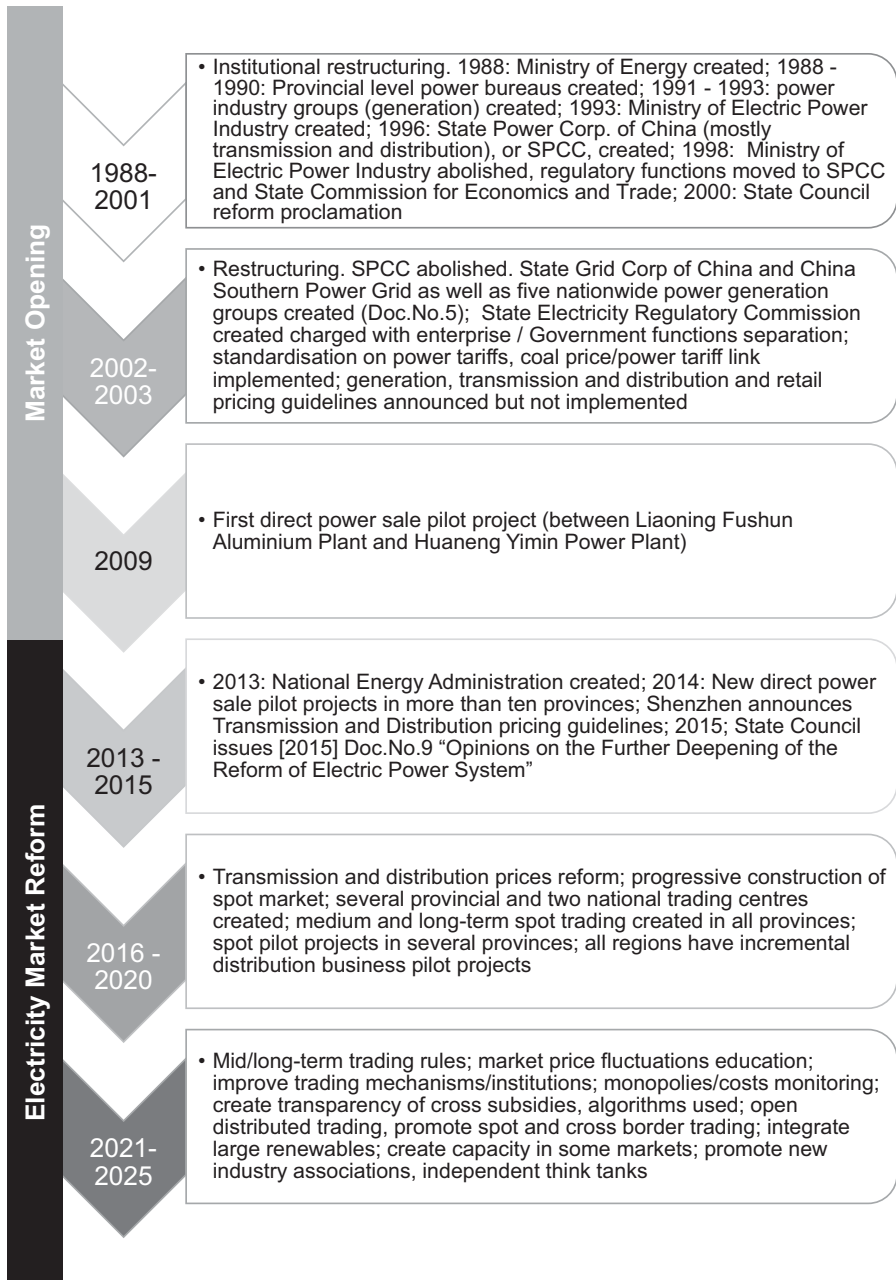 Market Opening
1988-
2001
• Institutional restructuring. 1988: Ministry of Energy created; 1988 -
1990: Provincial level power bureaus created; 1991 - 1993: power
industry groups (generation) created; 1993: Ministry of Electric Power
Industry created; 1996: State Power Corp. of China (mostly
transmission and distribution), or SPCC, created; 1998: Ministry of
Electric Power Industry abolished, regulatory functions moved to SPCC
and State Commission for Economics and Trade; 2000: State Council
reform proclamation
2002-
2003
• Restructuring. SPCC abolished. State Grid Corp of China and China
Southern Power Grid as well as five nationwide power generation
groups created (Doc.No.5); State Electricity Regulatory Commission
created charged with enterprise / Government functions separation;
standardisation on power tariffs, coal price/power tariff link
implemented; generation, transmission and distribution and retail
pricing guidelines announced but not implemented
2009
• First direct power sale pilot project (between Liaoning Fushun
Aluminium Plant and Huaneng Yimin Power Plant)
Electricity Market Reform
2013 -
2015
• 2013: National Energy Administration created; 2014: New direct power
sale pilot projects in more than ten provinces; Shenzhen announces
Transmission and Distribution pricing guidelines; 2015; State Council
issues [2015] Doc.No.9 “Opinions on the Further Deepening of the
Reform of Electric Power System”
2016 -
2020
• Transmission and distribution prices reform; progressive construction of
spot market; several provincial and two national trading centres
created; medium and long-term spot trading created in all provinces;
spot pilot projects in several provinces; all regions have incremental
distribution business pilot projects
2021-
2025
• Mid/long-term trading rules; market price fluctuations education;
improve trading mechanisms/institutions; monopolies/costs monitoring;
create transparency of cross subsidies, algorithms used; open
distributed trading, promote spot and cross border trading; integrate
large renewables; create capacity in some markets; promote new
industry associations, independent think tanks